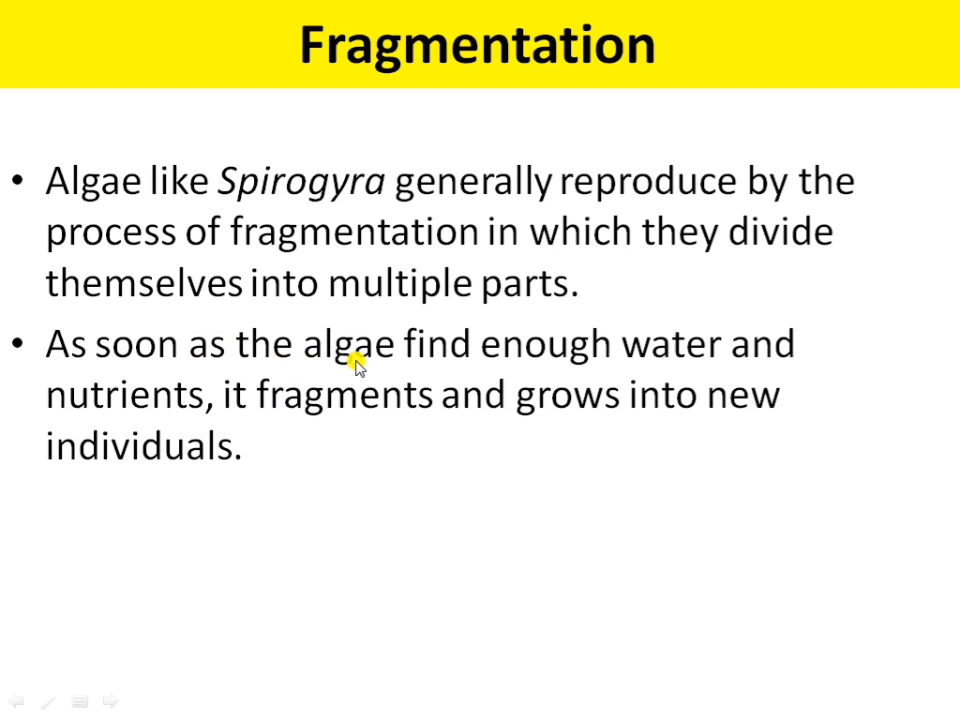 Fragmentation
• Algae like Spirogyra generally reproduce by the
process of fragmentation in which they divide
themselves into multiple parts.
• As soon as the algae find enough water and
nutrients, it fragments and grows into new
individuals.